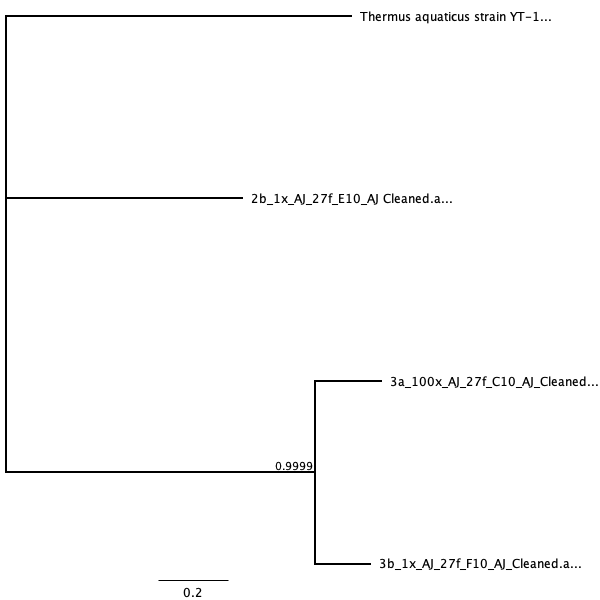 Thermus aquaticus strain YT-1...
2b_1x_AJ_27f_E10_AJ Cleaned.a...
3a_100x_AJ_27f_C10_AJ_Cleaned...
0.9999
3b_1x_AJ_27f_F10_AJ_Cleaned.a...
0.2